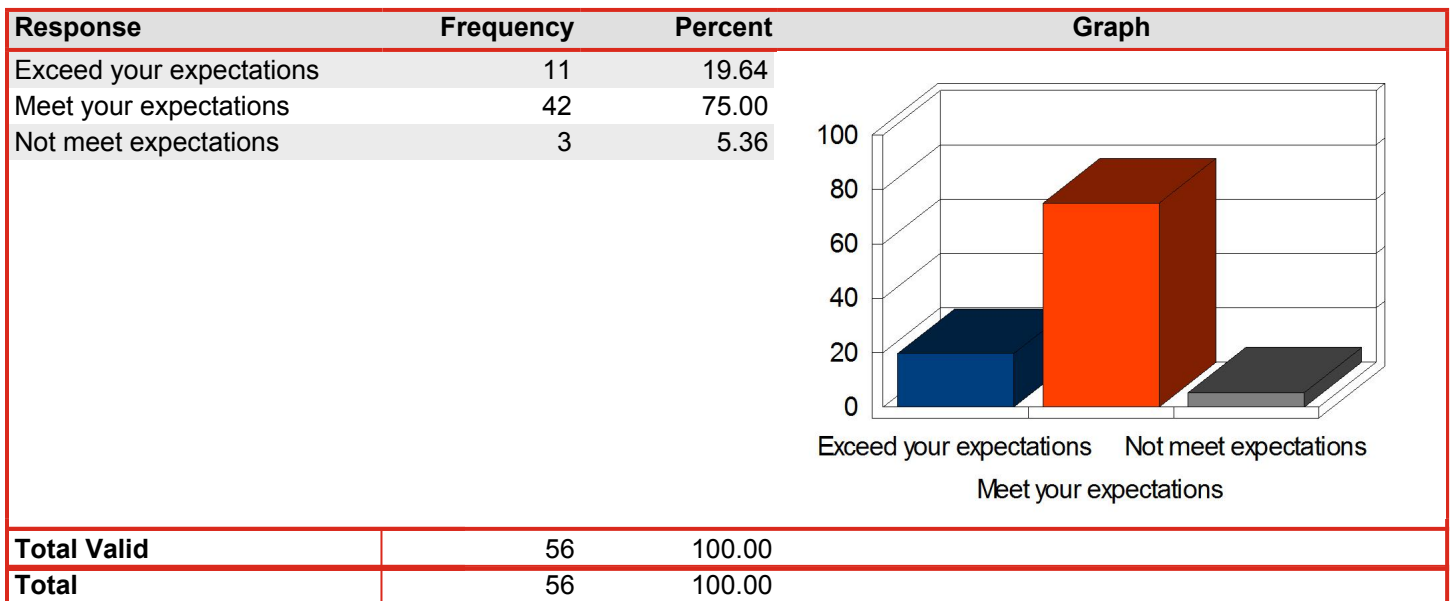 Response Frequency Percent Graph
Exceed your expectations 11 19.64
Meet your expectations 42 75.00
Not meet expectations 3 5.36
100
80
60
40
20
0
Exceed your expectations Not meet expectations
Meet your expectations
Total Valid 56 100.00
Total 56 100.00